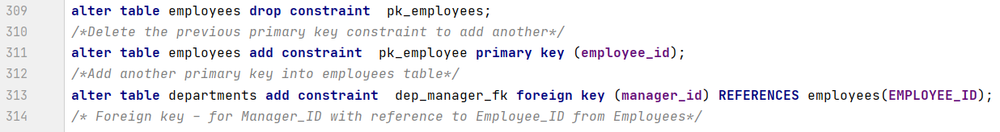 309 alter table employees drop constraint  pk_employees;
310 /*Delete the previous primary key constraint to add another*/
311 alter table employees add constraint  pk_employee primary key (employee_id);
312 /*Add another primary key into employees table*/
313 alter table departments add constraint  dep_manager_fk foreign key (manager_id) REFERENCES employees(EMPLOYEE_ID);
314 /* Foreign key – for Manager_ID with reference to Employee_ID from Employees*/